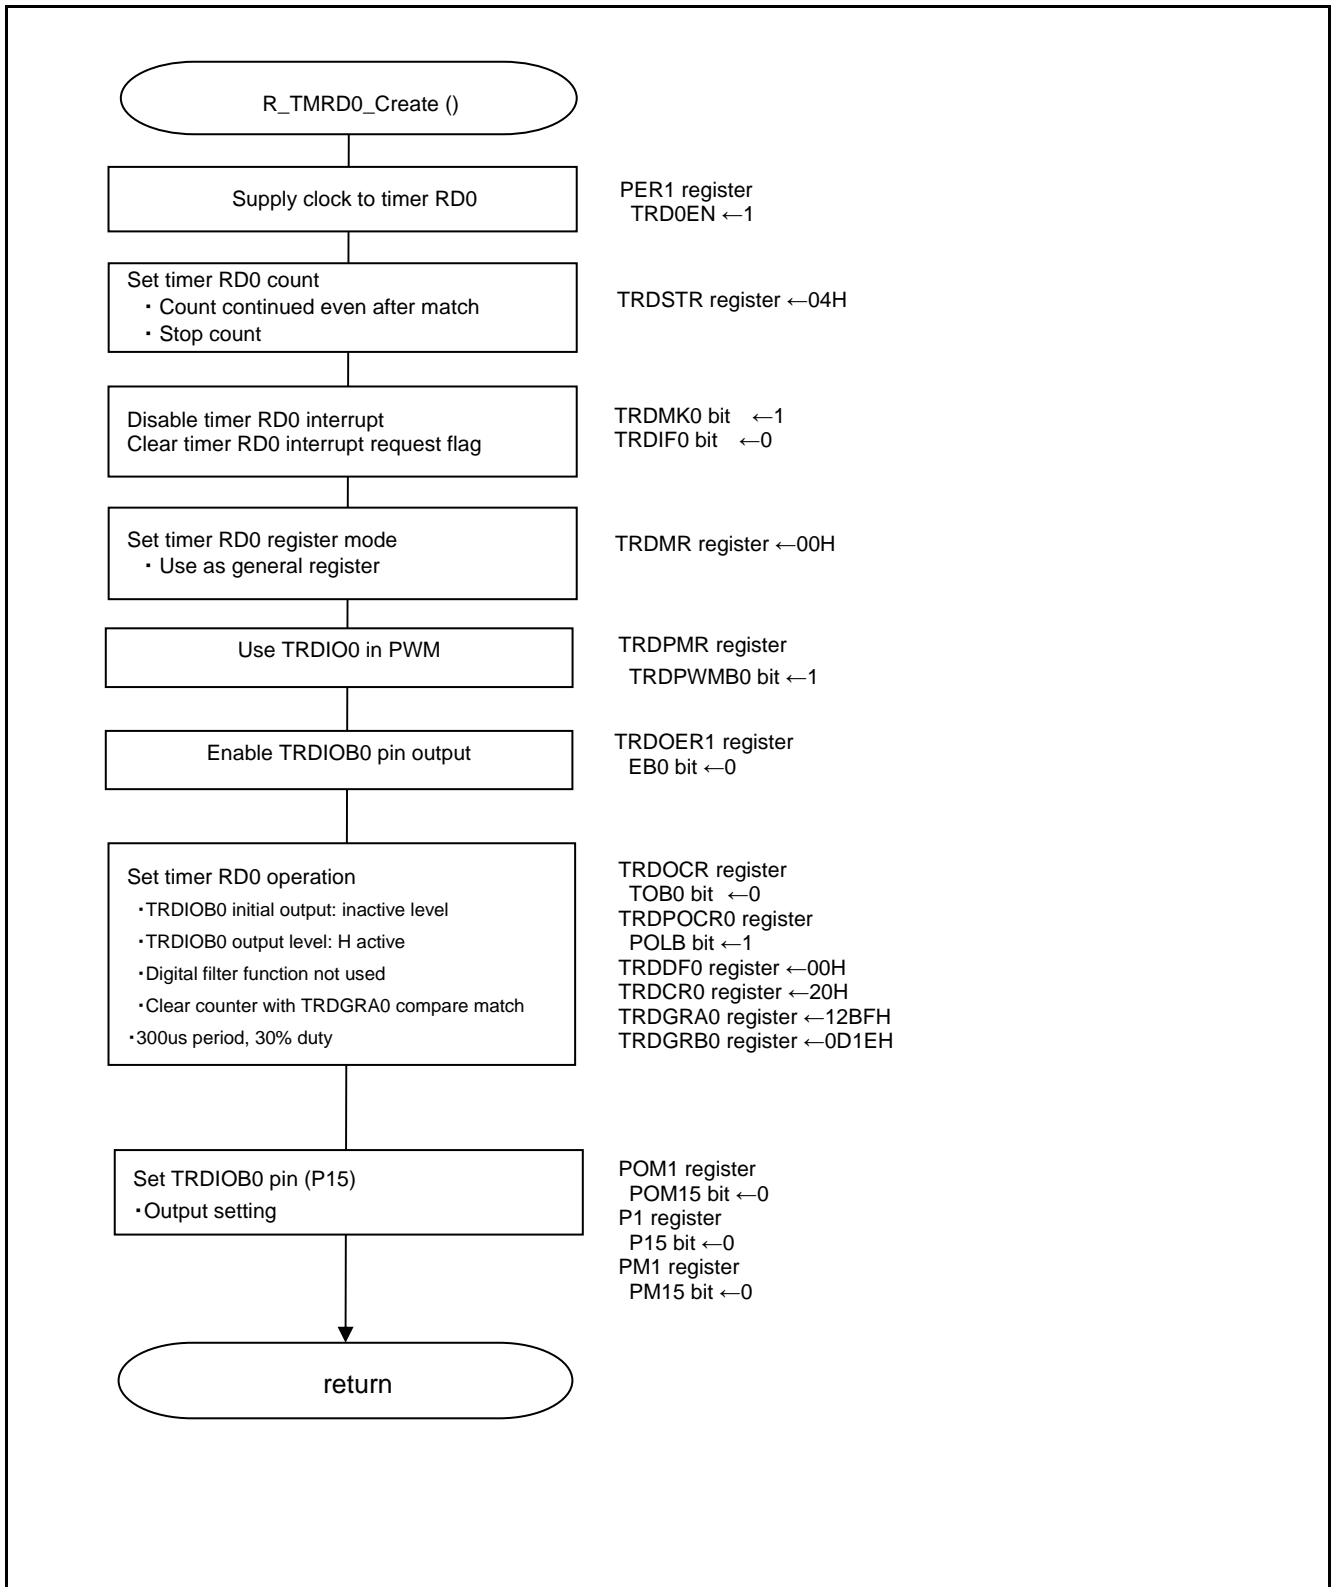 R_TMRD0_Create ()
Supply clock to timer RD0
PER1 register
TRD0EN ←1
Set timer RD0 count
・Count continued even after match
・Stop count
TRDSTR register ←04H
Disable timer RD0 interrupt
Clear timer RD0 interrupt request flag
TRDMK0 bit ←1
TRDIF0 bit ←0
Set timer RD0 register mode
・Use as general register
TRDMR register ←00H
Use TRDIO0 in PWM
TRDPMR register
TRDPWMB0 bit ←1
Enable TRDIOB0 pin output
TRDOER1 register
EB0 bit ←0
Set timer RD0 operation
・TRDIOB0 initial output: inactive level
・TRDIOB0 output level: H active
・Digital filter function not used
・Clear counter with TRDGRA0 compare match
・300us period, 30% duty
TRDOCR register
TOB0 bit ←0
TRDPOCR0 register
POLB bit ←1
TRDDF0 register ←00H
TRDCR0 register ←20H
TRDGRA0 register ←12BFH
TRDGRB0 register ←0D1EH
Set TRDIOB0 pin (P15)
・Output setting
POM1 register
POM15 bit ←0
P1 register
P15 bit ←0
PM1 register
PM15 bit ←0
return